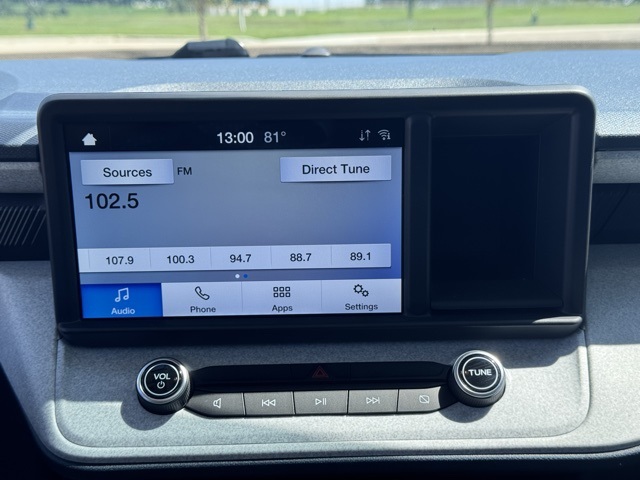 13:00 81°
Sources FM Direct Tune
102.5
107.9 100.3 94.7 88.7 89.1
Audio Phone Apps Settings
VOL TUNE